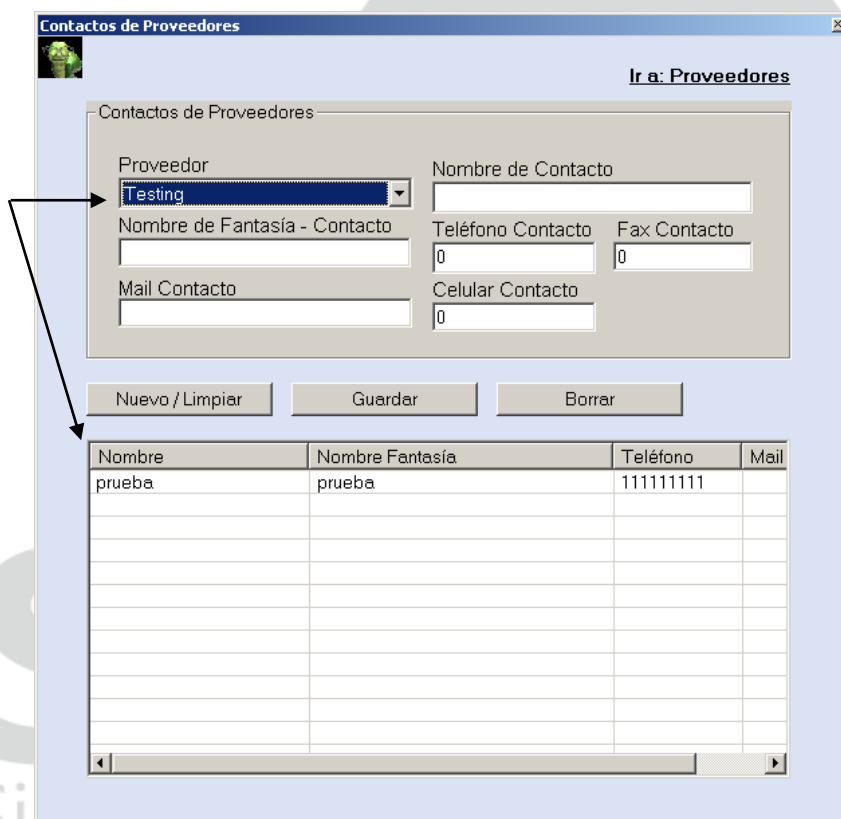 Contactos de Proveedores
Ir a: Proveedores
Contactos de Proveedores
Proveedor
Nombre de Contacto
Testing
Nombre de Fantasía - Contacto
Teléfono Contacto
Fax Contacto
0
0
Mail Contacto
Celular Contacto
0
Nuevo / Limpiar
Guardar
Borrar
Nombre
Nombre Fantasía
Teléfono
Mail
prueba
prueba
111111111